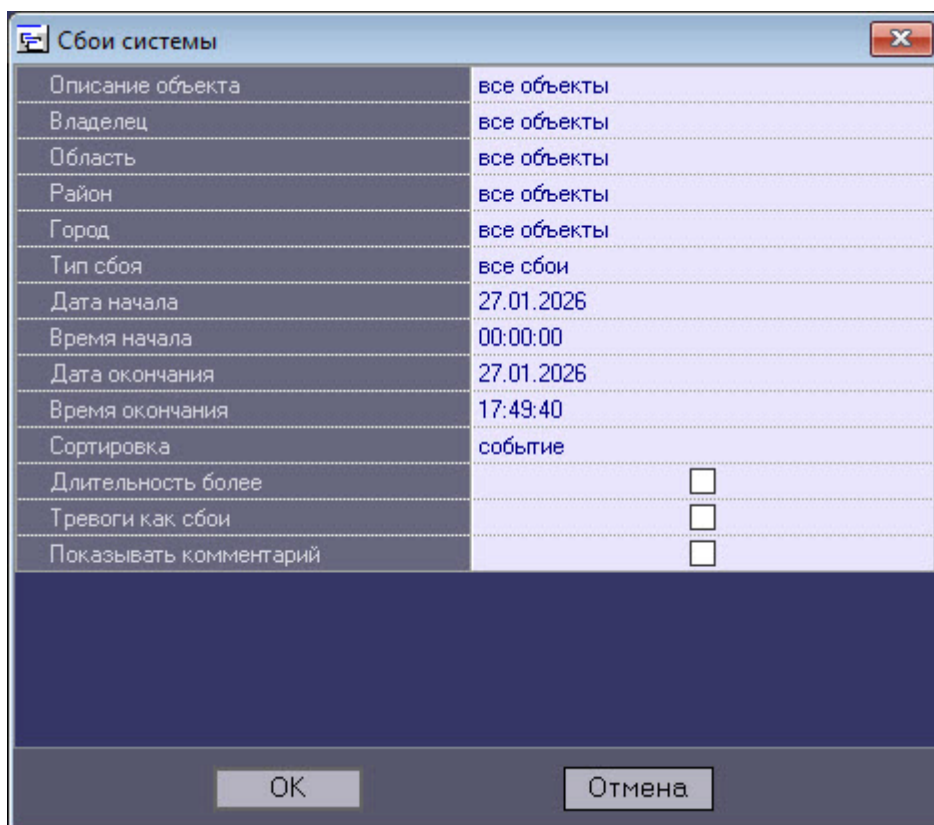 Сбои системы
Описание объекта все объекты
Владелец все объекты
Область все объекты
Район все объекты
Город все объекты
Тип сбоя все сбои
Дата начала 27.01.2026
Время начала 00:00:00
Дата окончания 27.01.2026
Время окончания 17:49:40
Сортировка событие
Длительность более
Тревоги как сбои
Показывать комментарий
OK Отмена